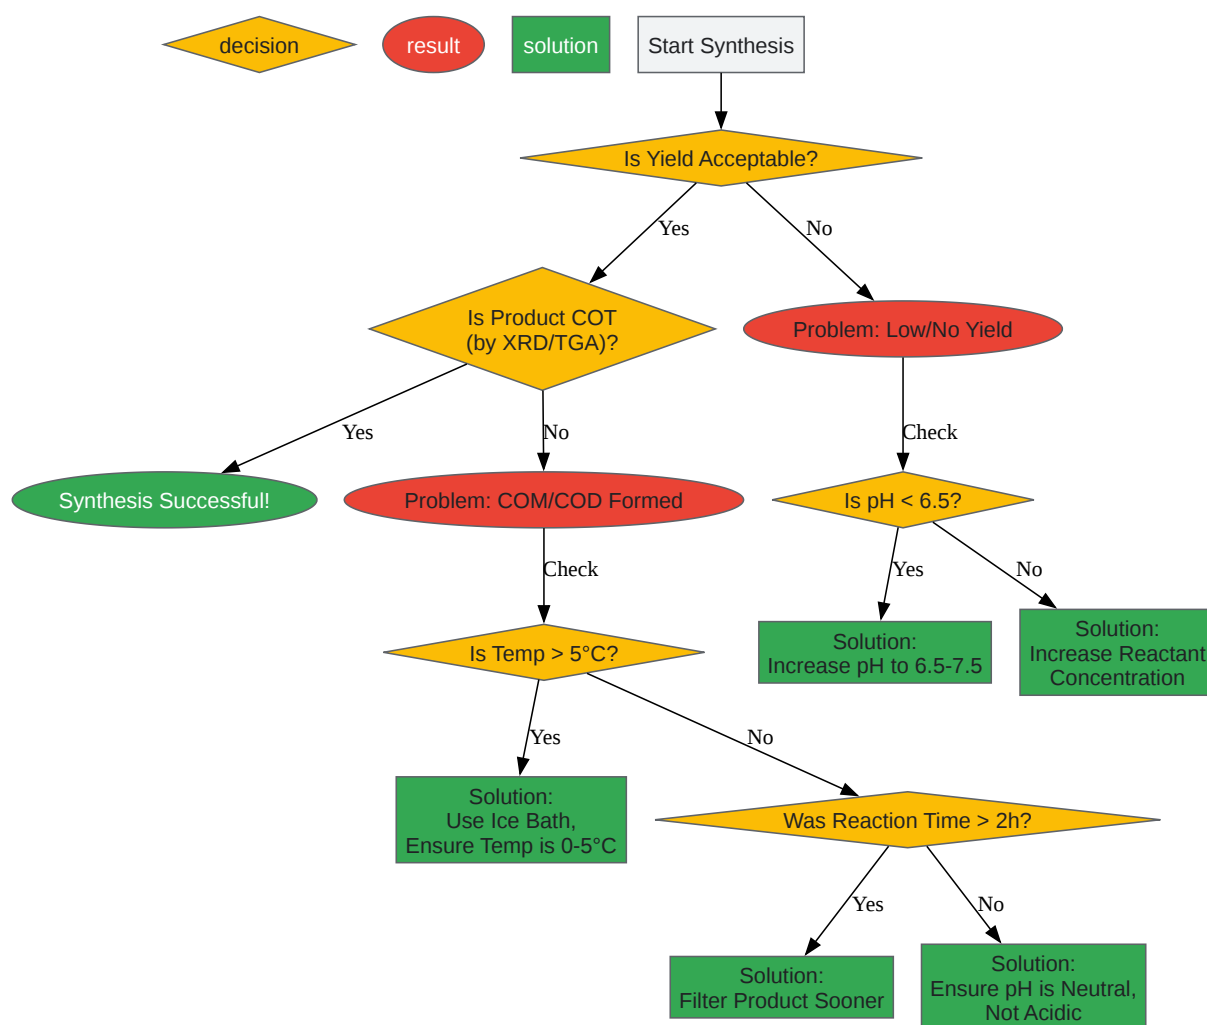 decision
result
solution
Start Synthesis
Is Yield Acceptable?
Yes
No
Is Product COT
(by XRD/TGA)?
Problem: Low/No Yield
Yes
No
Check
Synthesis Successful!
Problem: COM/COD Formed
Is pH < 6.5?
Check
Yes
No
Solution:
Increase pH to 6.5-7.5
Solution:
Increase Reactant
Concentration
Is Temp > 5°C?
Yes
No
Solution:
Use Ice Bath,
Ensure Temp is 0-5°C
Was Reaction Time > 2h?
Yes
No
Solution:
Filter Product Sooner
Solution:
Ensure pH is Neutral,
Not Acidic